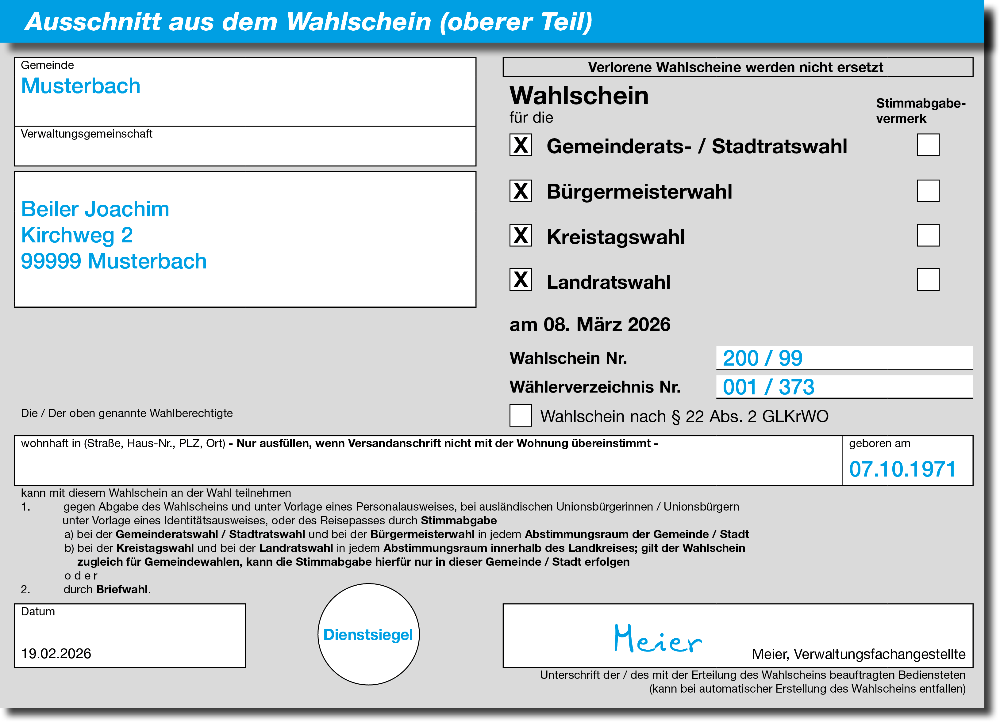 Ausschnitt aus dem Wahlschein (oberer Teil)
Gemeinde
Musterbach
Verwaltungsgemeinschaft
Beiler Joachim
Kirchweg 2
99999 Musterbach
Verlorene Wahlscheine werden nicht ersetzt
Wahlschein
für die
Stimmabgabe-
vermerk
X Gemeinderats- / Stadtratswahl
X Bürgermeisterwahl
X Kreistagswahl
X Landratswahl
am 08. März 2026
Wahlschein Nr. 200 / 99
Wählerverzeichnis Nr. 001 / 373
Wahlschein nach § 22 Abs. 2 GLKrWO
Die / Der oben genannte Wahlberechtigte
wohnhaft in (Straße, Haus-Nr., PLZ, Ort) - Nur ausfüllen, wenn Versandanschrift nicht mit der Wohnung übereinstimmt -
geboren am
07.10.1971
kann mit diesem Wahlschein an der Wahl teilnehmen
1. gegen Abgabe des Wahlscheins und unter Vorlage eines Personalausweises, bei ausländischen Unionsbürgerinnen / Unionsbürgern
unter Vorlage eines Identitätsausweises, oder des Reisepasses durch Stimmabgabe
a) bei der Gemeinderatswahl / Stadtratswahl und bei der Bürgermeisterwahl in jedem Abstimmungsraum der Gemeinde / Stadt
b) bei der Kreistagswahl und bei der Landratswahl in jedem Abstimmungsraum innerhalb des Landkreises; gilt der Wahlschein
zugleich für Gemeindewahlen, kann die Stimmabgabe hierfür nur in dieser Gemeinde / Stadt erfolgen
o d e r
2. durch Briefwahl.
Datum
19.02.2026
Dienstsiegel
Meier
Meier, Verwaltungsfachangestellte
Unterschrift der / des mit der Erteilung des Wahlscheins beauftragten Bediensteten
(kann bei automatischer Erstellung des Wahlscheins entfallen)